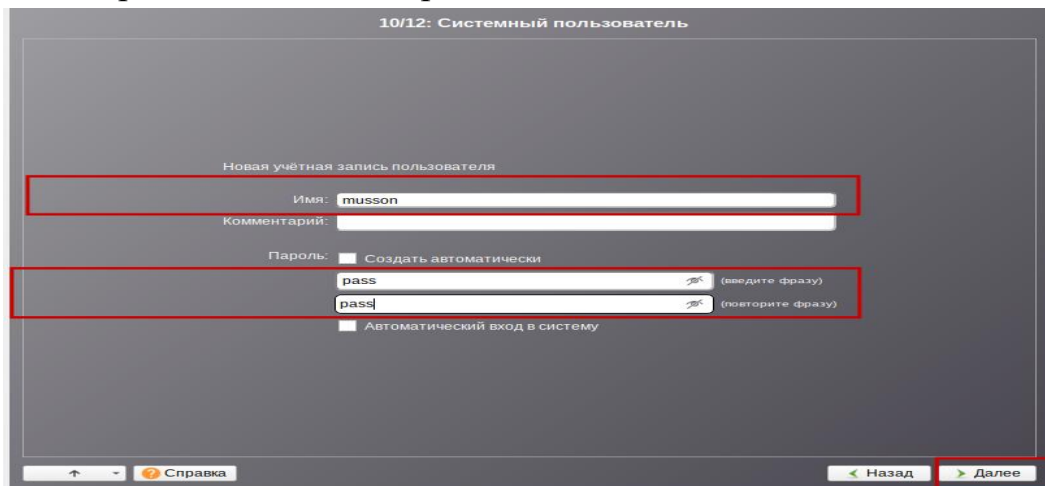 10/12: Системный пользователь
Новая учётная запись пользователя
Имя: musson
Комментарий:
Пароль: Создать автоматически
pass (введите фразу)
pass (повторите фразу)
Автоматический вход в систему
Справка Назад Далее